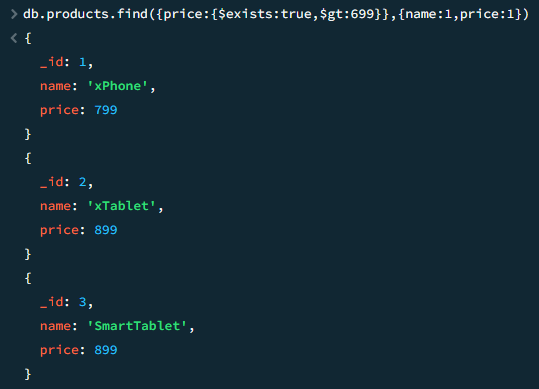 > db.products.find({price:{$exists:true,$gt:699}},{name:1,price:1})
< {
_id: 1,
name: 'xPhone',
price: 799
}
{
_id: 2,
name: 'xTablet',
price: 899
}
{
_id: 3,
name: 'SmartTablet',
price: 899
}